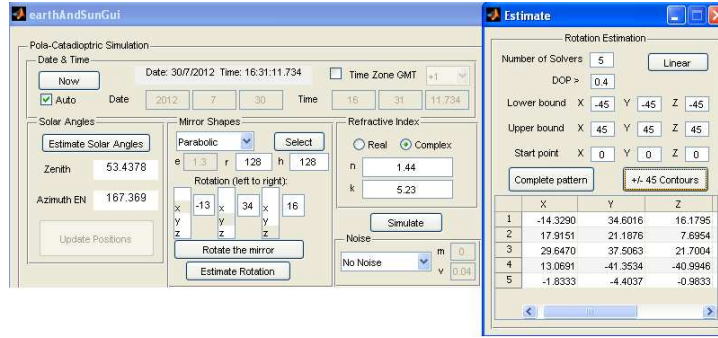 earthAndSunGui
Pola-Catadioptric Simulation
Date & Time
Now
Date: 30/7/2012 Time: 16:31:11.734
Time Zone GMT
+1
Auto
Date
2012
7
30
Time
16
31
11.734
Solar Angles
Estimate Solar Angles
Zenith
53.4378
Azimuth EN
167.369
Update Positions
Mirror Shapes
Parabolic
Select
e
1.3
r
128
h
128
Rotation (left to right):
x
y
z
-13
x
y
z
34
x
y
z
16
Rotate the mirror
Estimate Rotation
Refractive Index
Real
Complex
n
1.44
k
5.23
Simulate
Noise
No Noise
m
0
v
0.04
Estimate
Rotation Estimation
Number of Solvers
5
Linear
DOP >
0.4
Lower bound X -45 Y -45 Z -45
Upper bound X 45 Y 45 Z 45
Start point X 0 Y 0 Z 0
Complete pattern
+/- 45 Contours
X Y Z
1 -14.3290 34.6016 16.1795
2 17.9151 21.1876 7.6954
3 29.6470 37.5063 21.7004
4 13.0691 -41.3534 -40.9946
5 -1.8333 -4.4037 -0.9833